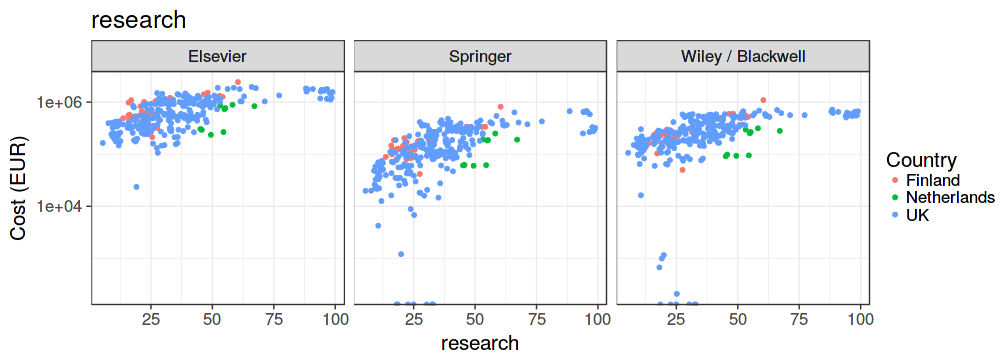 research
Elsevier Springer Wiley / Blackwell
1e+06
1e+04
Cost (EUR)
25 50 75 100 25 50 75 100 25 50 75 100
research
Country
Finland
Netherlands
UK